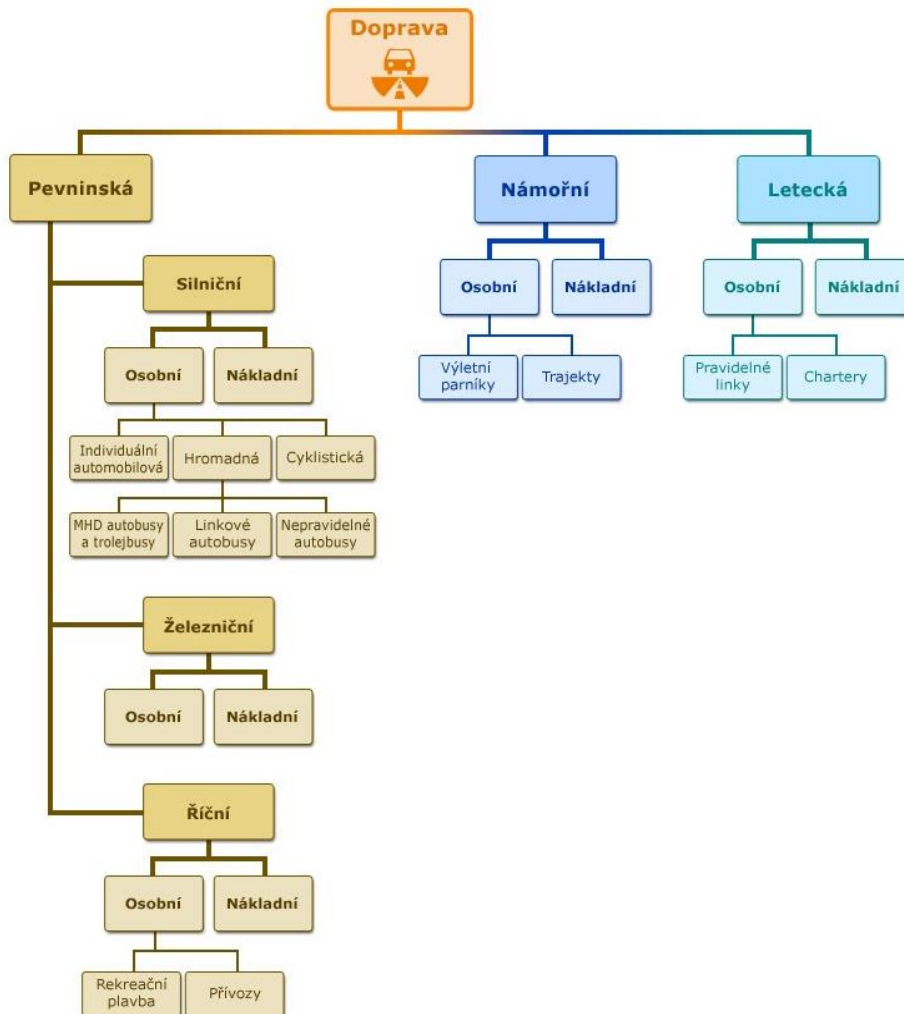 Doprava
Pevninská
Námořní
Letecká
Silniční
Osobní
Nákladní
Osobní
Nákladní
Osobní
Nákladní
Výletní
parníky
Trajekty
Pravidelné
linky
Chartery
Individuální
automobilová
Hromadná
Cyklistická
MHD autobusy
a trolejbusy
Linkové
autobusy
Nepravidelné
autobusy
Železniční
Osobní
Nákladní
Říční
Osobní
Nákladní
Rekreační
plavba
Přívozy